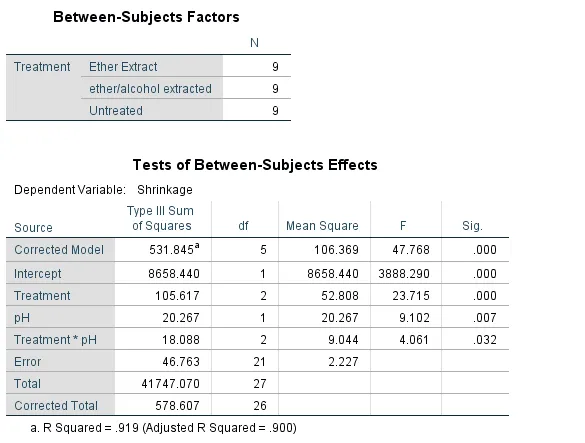 Between-Subjects Factors
N
Treatment Ether Extract 9
ether/alcohol extracted 9
Untreated 9
Tests of Between-Subjects Effects
Dependent Variable: Shrinkage
Source Type III Sum of Squares df Mean Square F Sig.
Corrected Model 531.845a 5 106.369 47.768 .000
Intercept 8658.440 1 8658.440 3888.290 .000
Treatment 105.617 2 52.808 23.715 .000
pH 20.267 1 20.267 9.102 .007
Treatment * pH 18.088 2 9.044 4.061 .032
Error 46.763 21 2.227
Total 41747.070 27
Corrected Total 578.607 26
a. R Squared = .919 (Adjusted R Squared = .900)